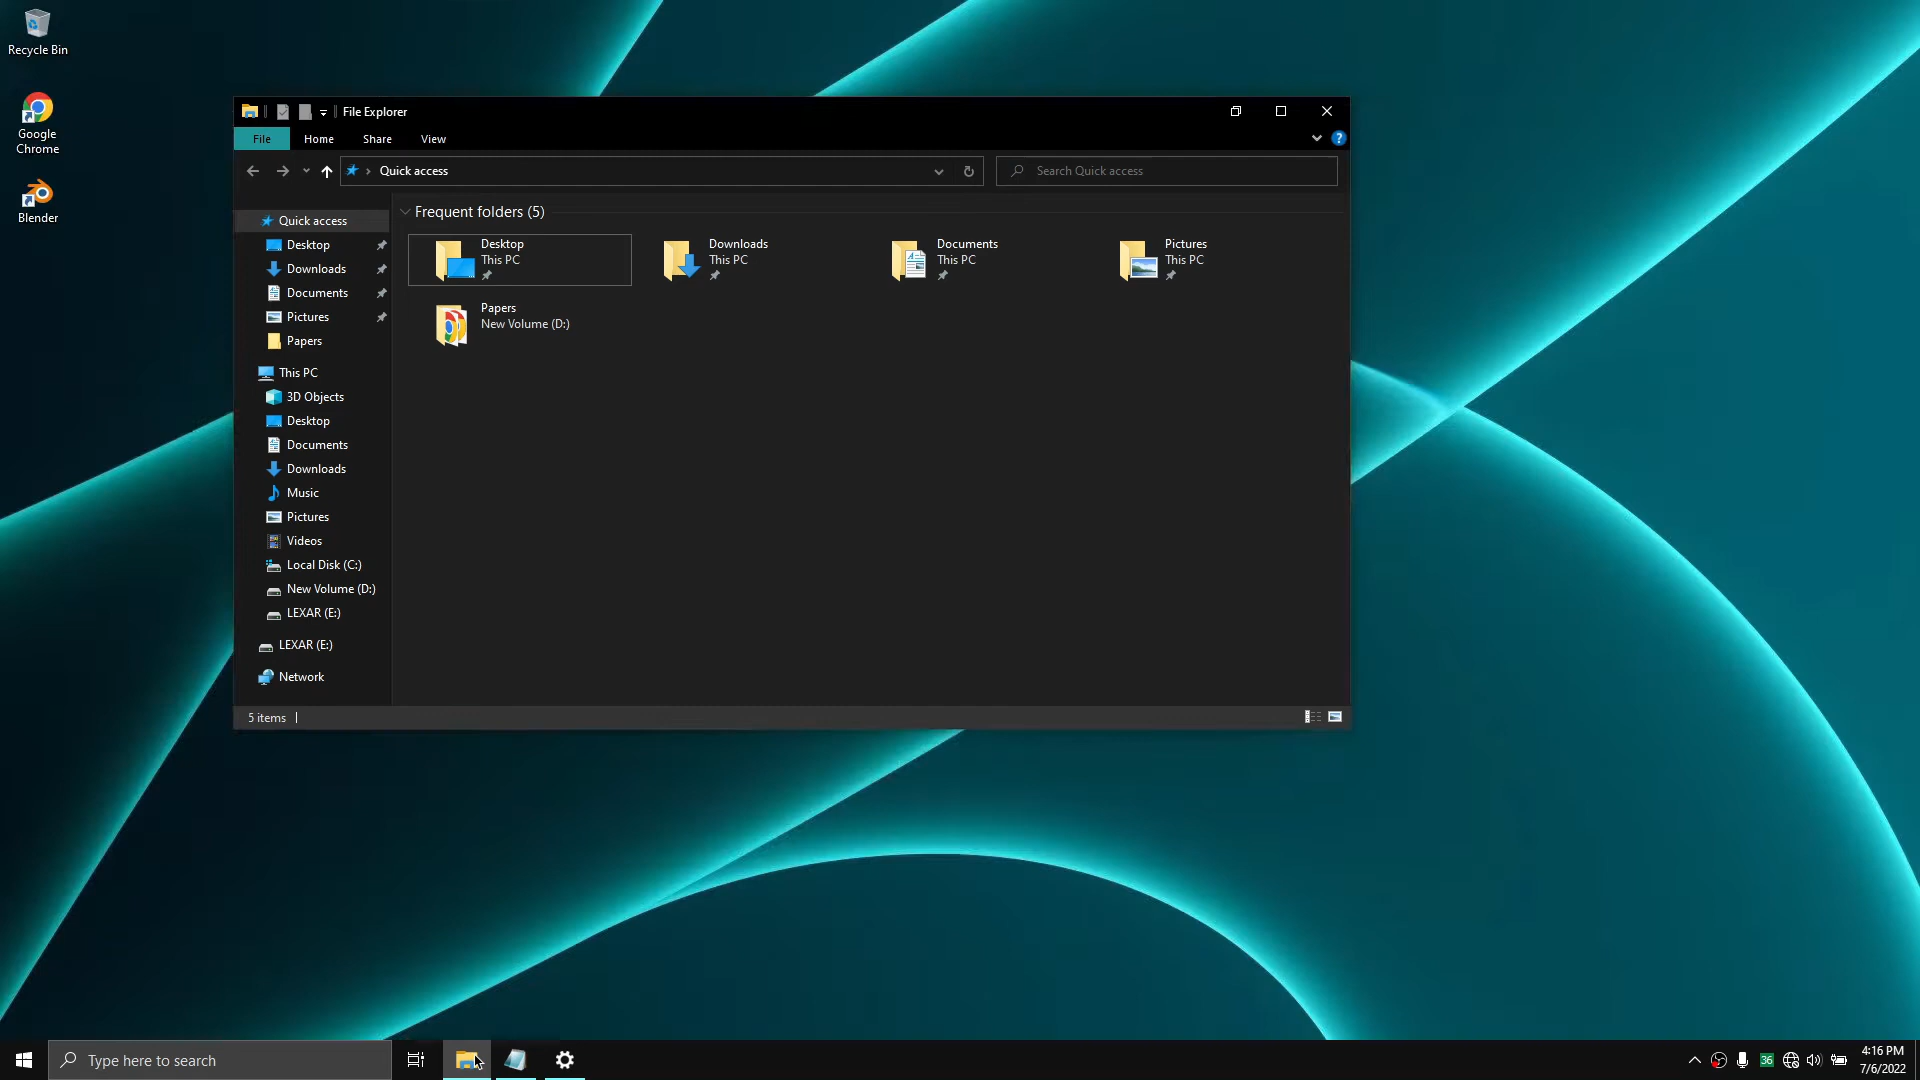 Recycle Bin
Google
Chrome
Blender
File Explorer
File Home Share View
?
Quick access
Search Quick access
Quick access
Desktop
Downloads
Documents
Pictures
Papers
This PC
3D Objects
Desktop
Documents
Downloads
Music
Pictures
Videos
Local Disk (C:)
New Volume (D:)
LEXAR (E:)
LEXAR (E:)
Network
Frequent folders (5)
Desktop
This PC
Downloads
This PC
Documents
This PC
Pictures
This PC
Papers
New Volume (D:)
5 items
Type here to search
36
4:16 PM
7/6/2022